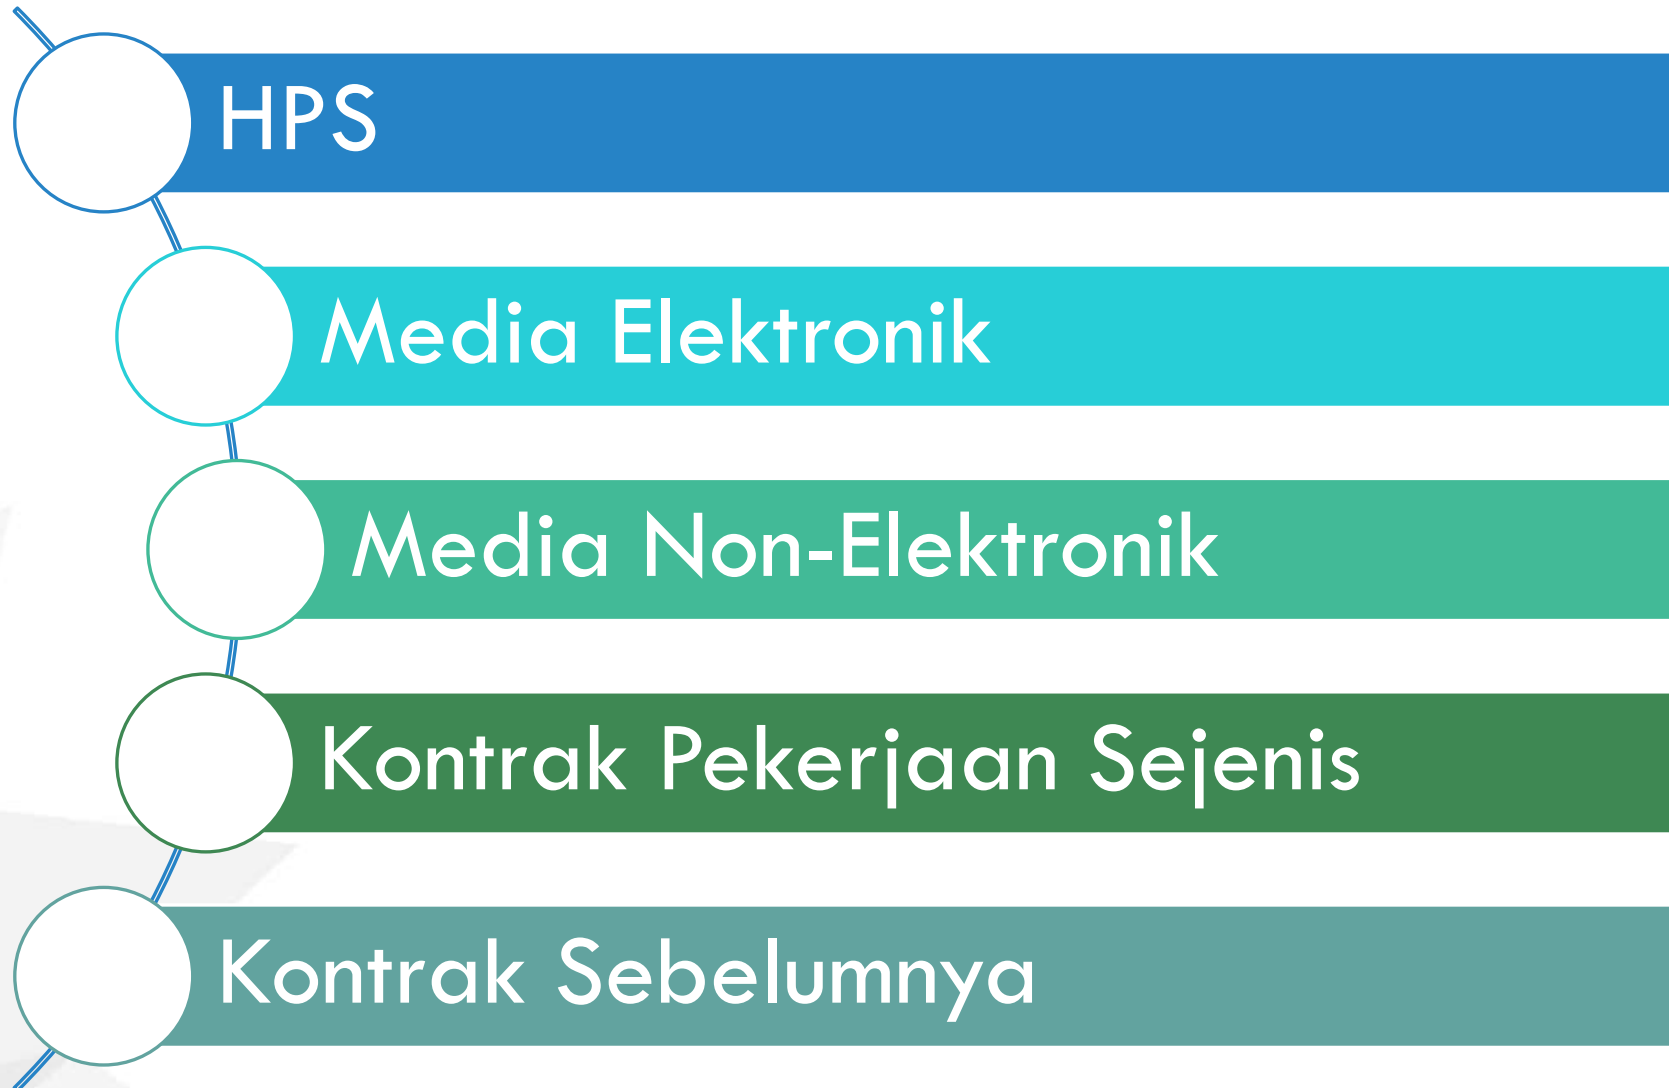 HPS
Media Elektronik
Media Non-Elektronik
Kontrak Pekerjaan Sejenis
Kontrak Sebelumnya